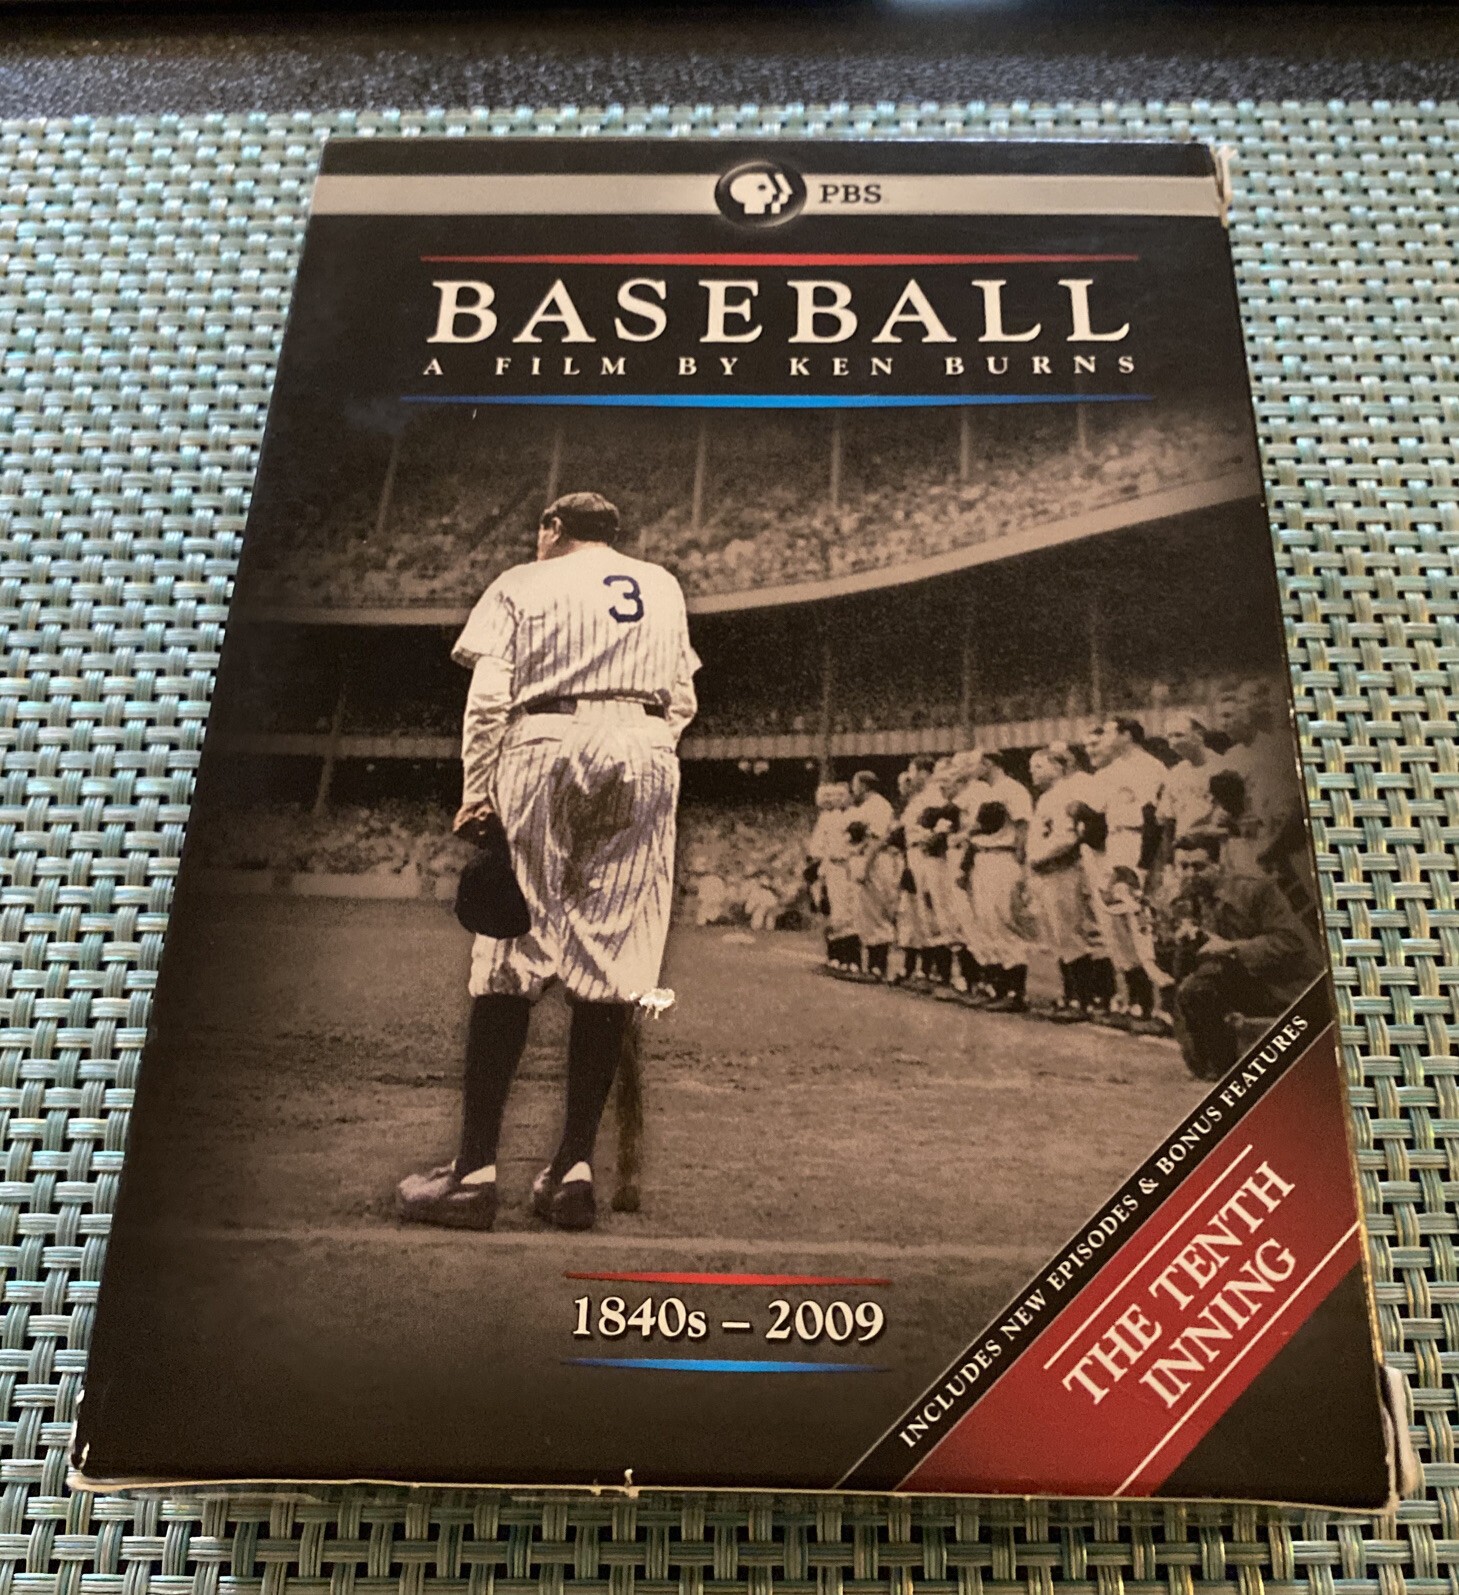 PBS
BASEBALL
A FILM BY KEN BURNS
3
1840s – 2009
INCLUDES NEW EPISODES & BONUS FEATURES
THE TENTH
INNING